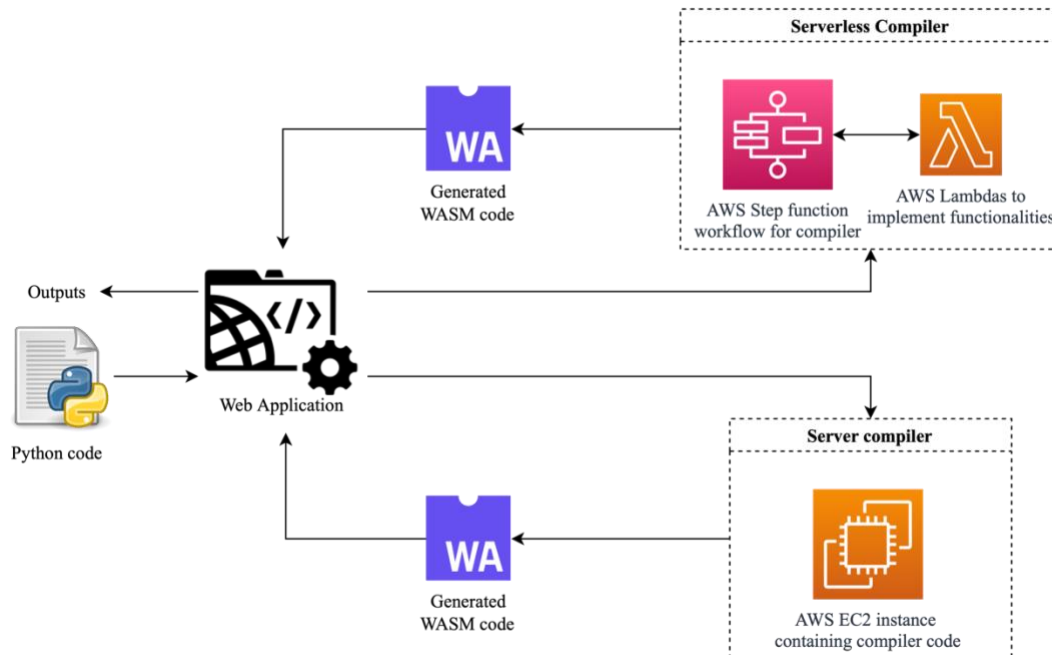 Serverless Compiler
WA
Generated
WASM code
AWS Step function
workflow for compiler
AWS Lambdas to
implement functionalities
Outputs
</>
Web Application
Python code
Server compiler
WA
Generated
WASM code
AWS EC2 instance
containing compiler code